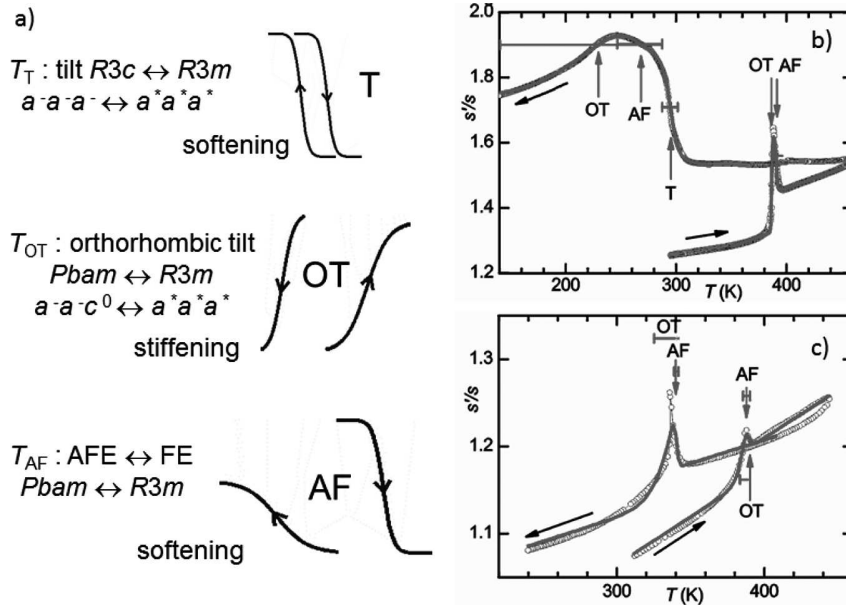 a)
T_T : tilt R3c ↔ R3m
a⁻a⁻a⁻ ↔ a*a*a*
softening
T
T_OT : orthorhombic tilt
Pbam ↔ R3m
a⁻a⁻c⁰ ↔ a*a*a*
stiffening
OT
T_AF : AFE ↔ FE
Pbam ↔ R3m
softening
AF
b)
2.0
1.8
1.6
1.4
1.2
s'/s
OT
AF
T
OT AF
200
300
400
T (K)
c)
1.3
1.2
1.1
s'/s
OT
AF
AF
OT
300
400
T (K)